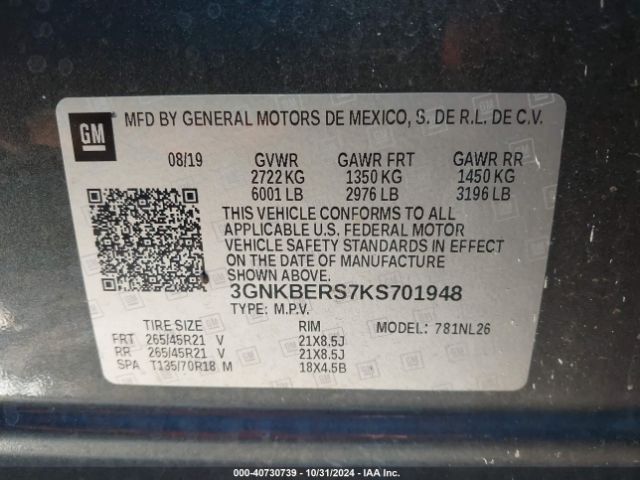 GM
MFD BY GENERAL MOTORS DE MEXICO, S. DE R.L. DE C.V.
08/19 GVWR GAWR FRT GAWR RR
2722 KG 1350 KG 1450 KG
6001 LB 2976 LB 3196 LB
THIS VEHICLE CONFORMS TO ALL
APPLICABLE U.S. FEDERAL MOTOR
VEHICLE SAFETY STANDARDS IN EFFECT
ON THE DATE OF MANUFACTURE
SHOWN ABOVE.
3GNKBERS7KS701948
TYPE: M.P.V.
TIRE SIZE RIM MODEL: 781NL26
FRT 265/45R21 V 21X8.5J
RR 265/45R21 V 21X8.5J
SPA T135/70R18 M 18X4.5B
000-40730739 - 10/31/2024 - IAA Inc.